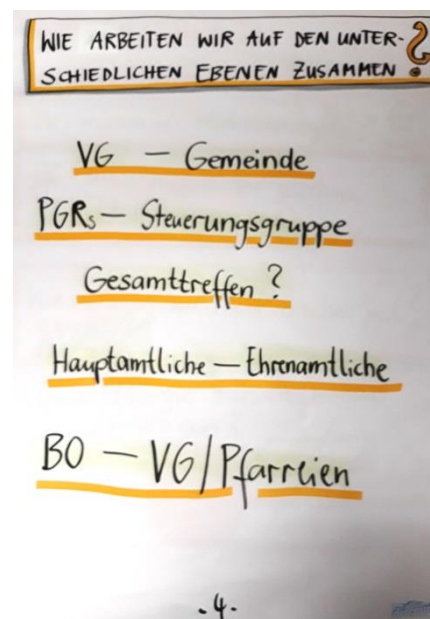 WIE ARBEITEN WIR AUF DEN UNTER-
SCHIEDLICHEN EBENEN ZUSAMMEN?
VG – Gemeinde
PGRs – Steuerungsgruppe
Gesamttreffen?
Hauptamtliche – Ehrenamtliche
BO – VG/Pfarreien
.4.